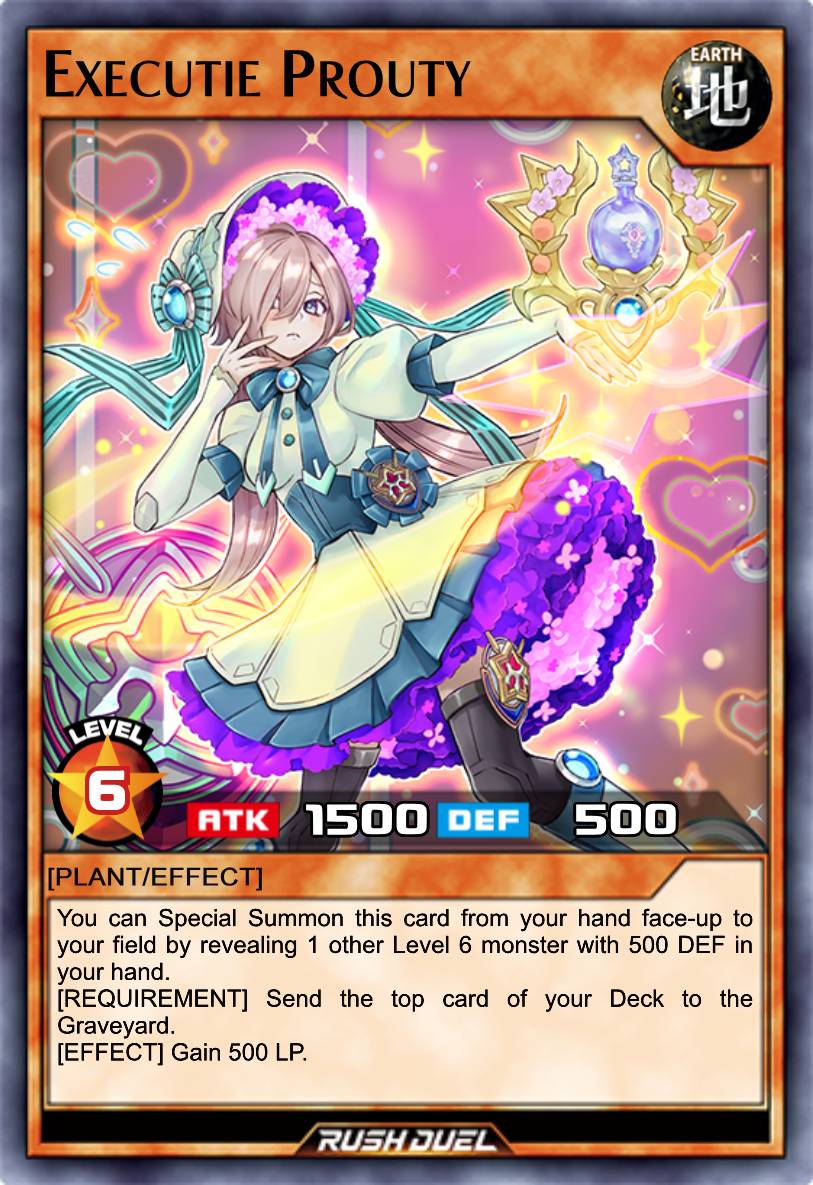 Executie Prouty
EARTH
地
LEVEL
6
ATK 1500 DEF 500
[PLANT/EFFECT]
You can Special Summon this card from your hand face-up to
your field by revealing 1 other Level 6 monster with 500 DEF in
your hand.
[REQUIREMENT] Send the top card of your Deck to the
Graveyard.
[EFFECT] Gain 500 LP.
RUSH DUEL